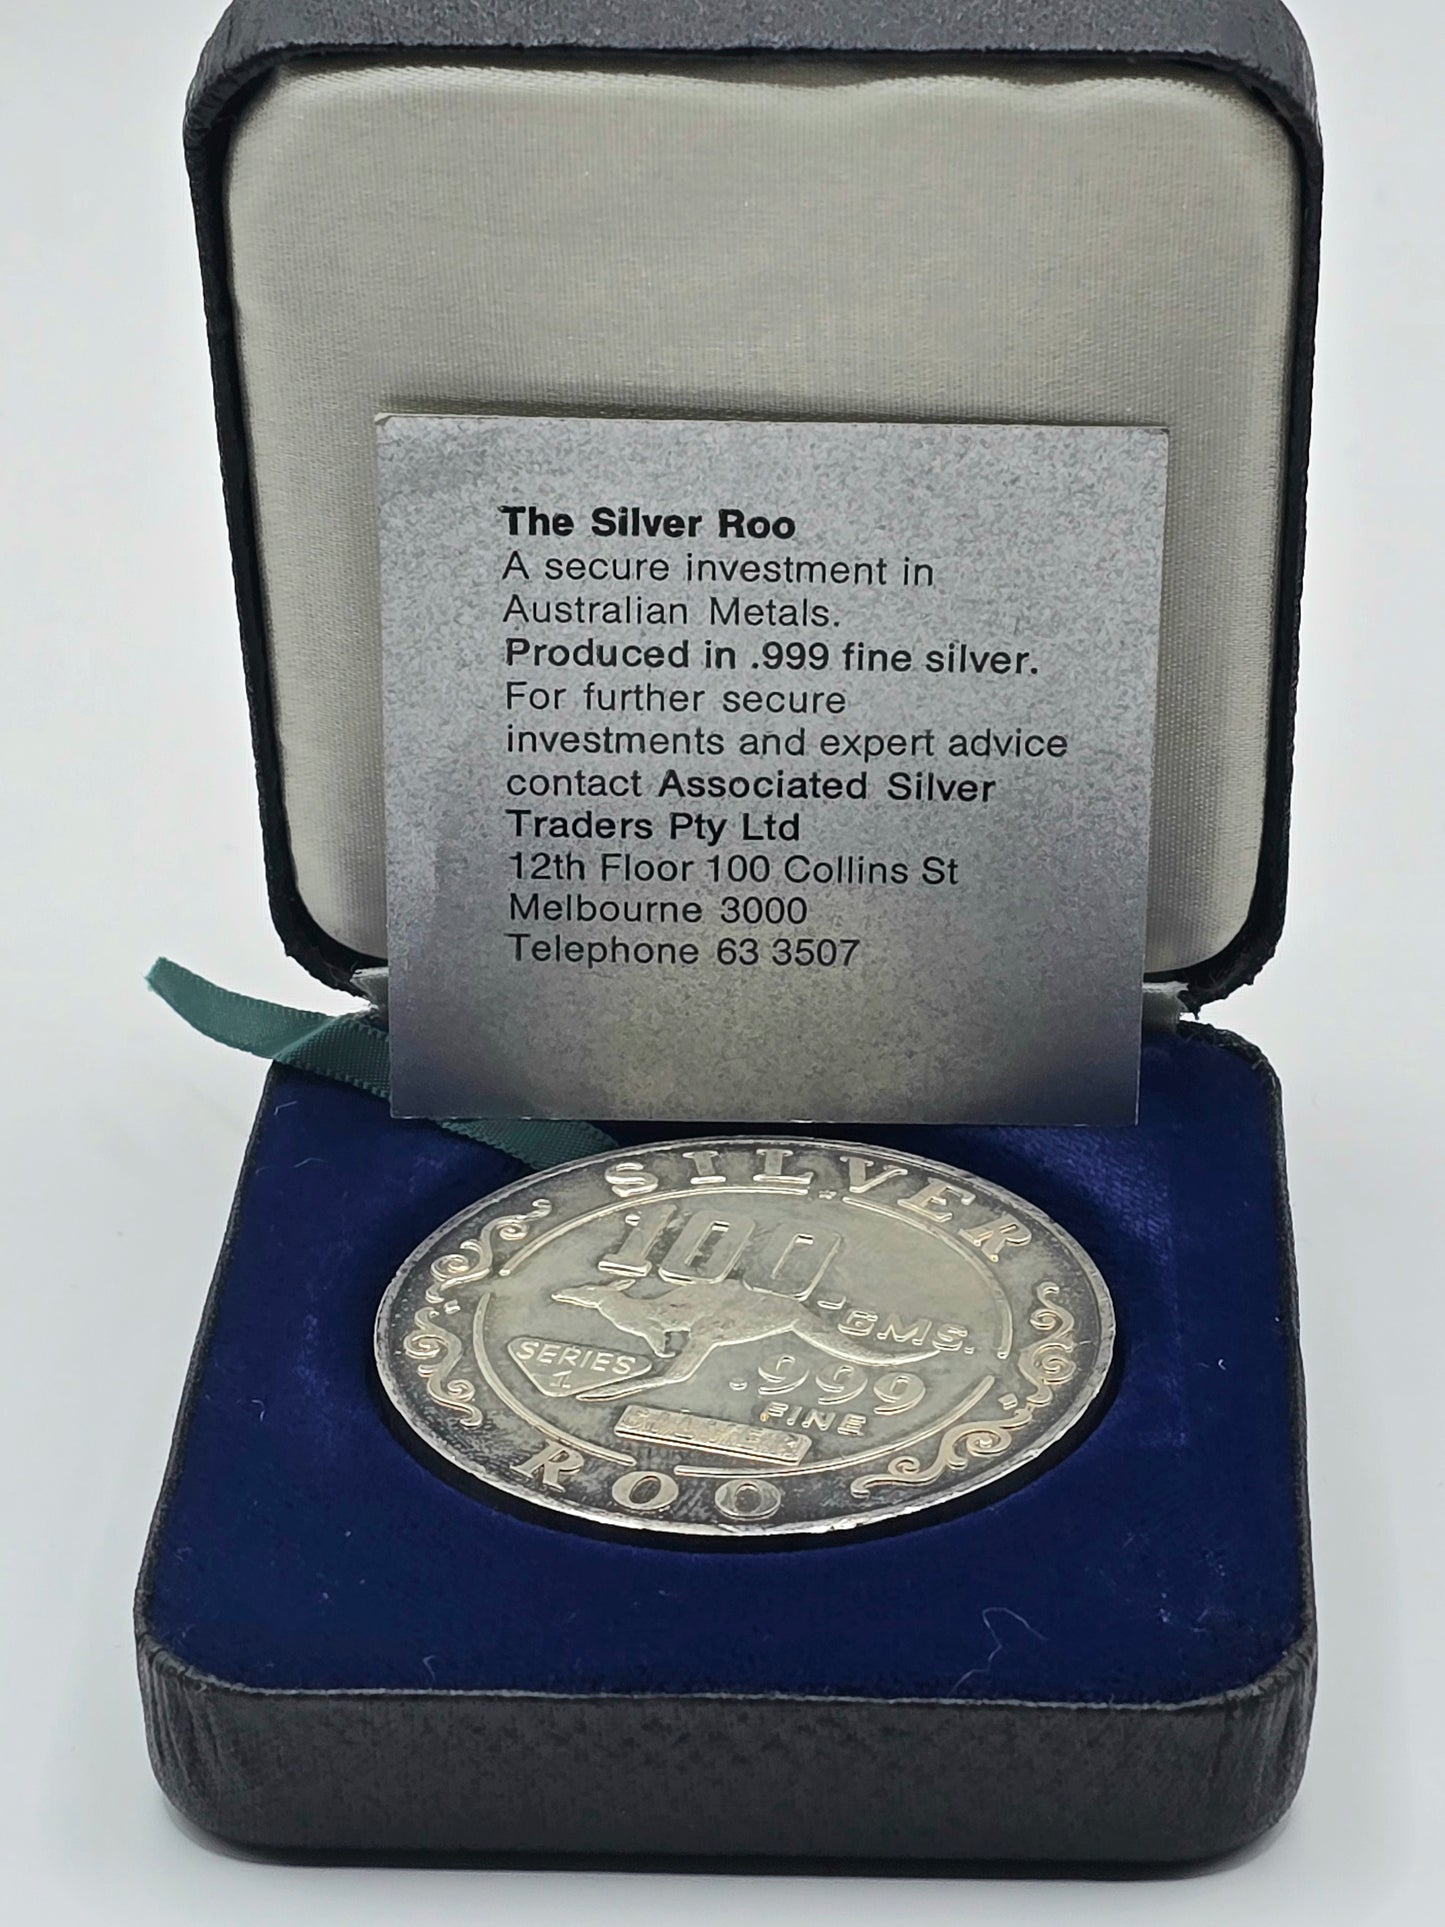 The Silver Roo
A secure investment in
Australian Metals.
Produced in .999 fine silver.
For further secure
investments and expert advice
contact Associated Silver
Traders Pty Ltd
12th Floor 100 Collins St
Melbourne 3000
Telephone 63 3507
SILVER
100
GMS.
SERIES
1
.999
FINE
SILVER
ROO